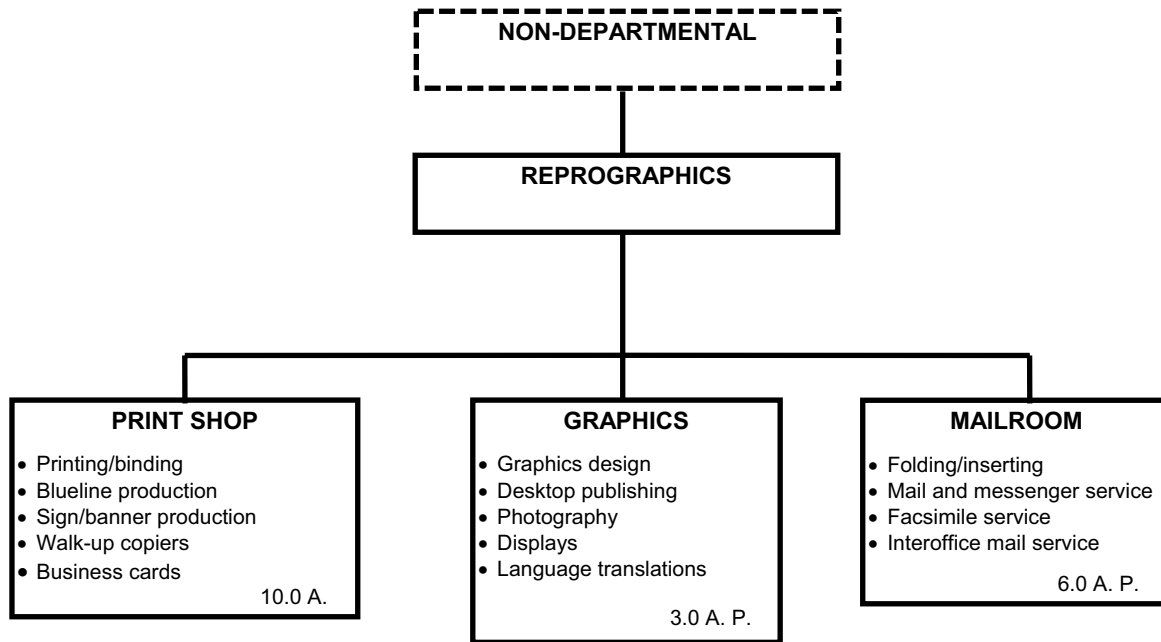 NON-DEPARTMENTAL
REPROGRAPHICS
PRINT SHOP
• Printing/binding
• Blueline production
• Sign/banner production
• Walk-up copiers
• Business cards
10.0 A.
GRAPHICS
• Graphics design
• Desktop publishing
• Photography
• Displays
• Language translations
3.0 A. P.
MAILROOM
• Folding/inserting
• Mail and messenger service
• Facsimile service
• Interoffice mail service
6.0 A. P.